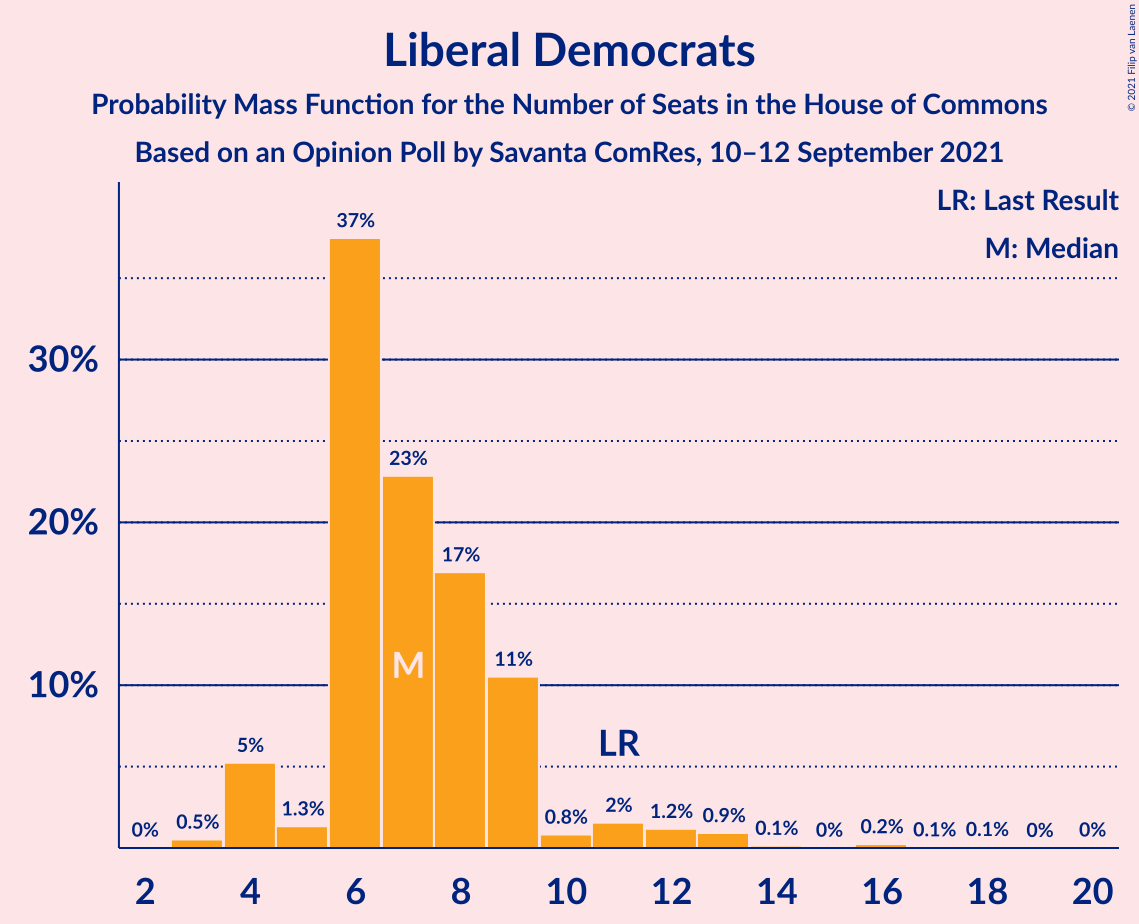 Liberal Democrats
Probability Mass Function for the Number of Seats in the House of Commons
Based on an Opinion Poll by Savanta ComRes, 10–12 September 2021
© 2021 Filip van Laenen
LR: Last Result
M: Median
37%
30%
23%
20%
17%
M
11%
10%
LR
5%
0%
0.5%
1.3%
0.8%
2%
1.2%
0.9%
0.1%
0%
0.2%
0.1%
0.1%
0%
0%
2 4 6 8 10 12 14 16 18 20